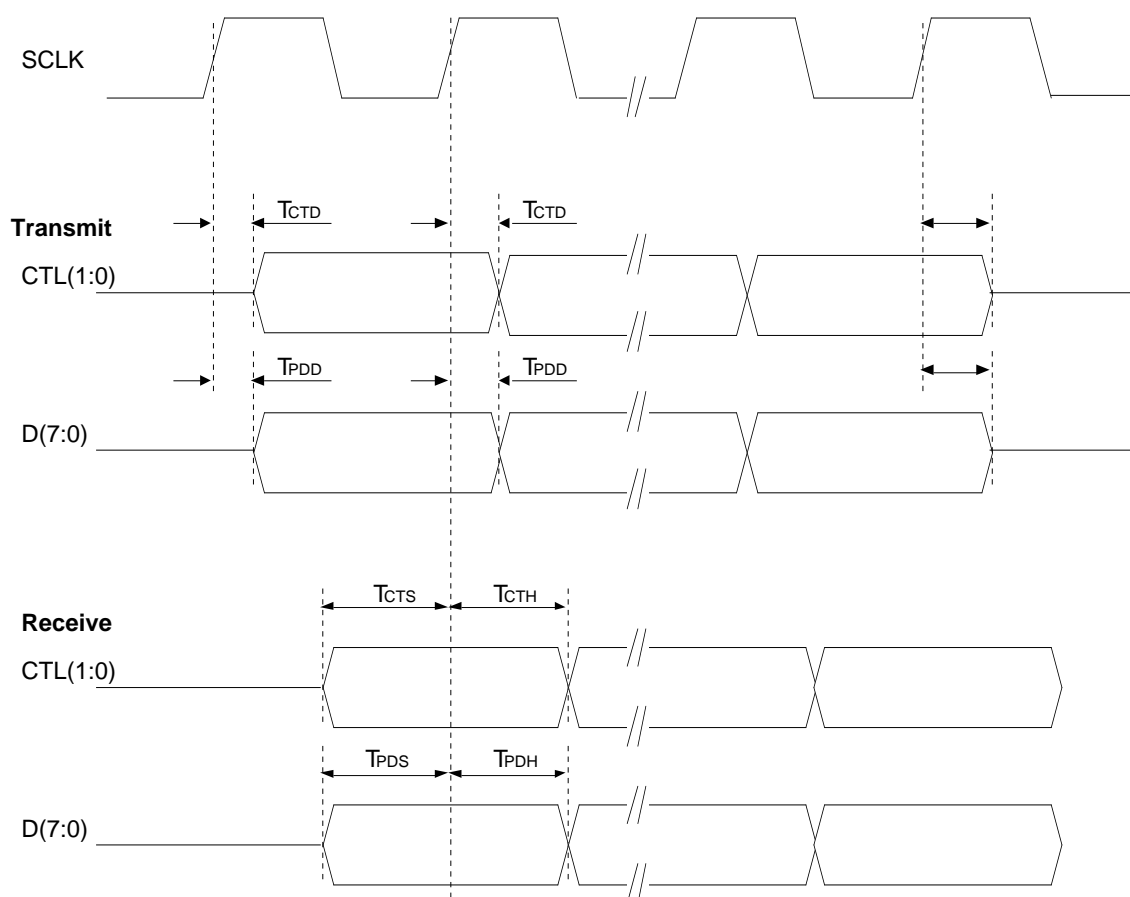 SCLK
TCTD TCTD
Transmit
CTL(1:0)
TPDD TPDD
D(7:0)
TCTS TCTH
Receive
CTL(1:0)
TPDS TPDH
D(7:0)